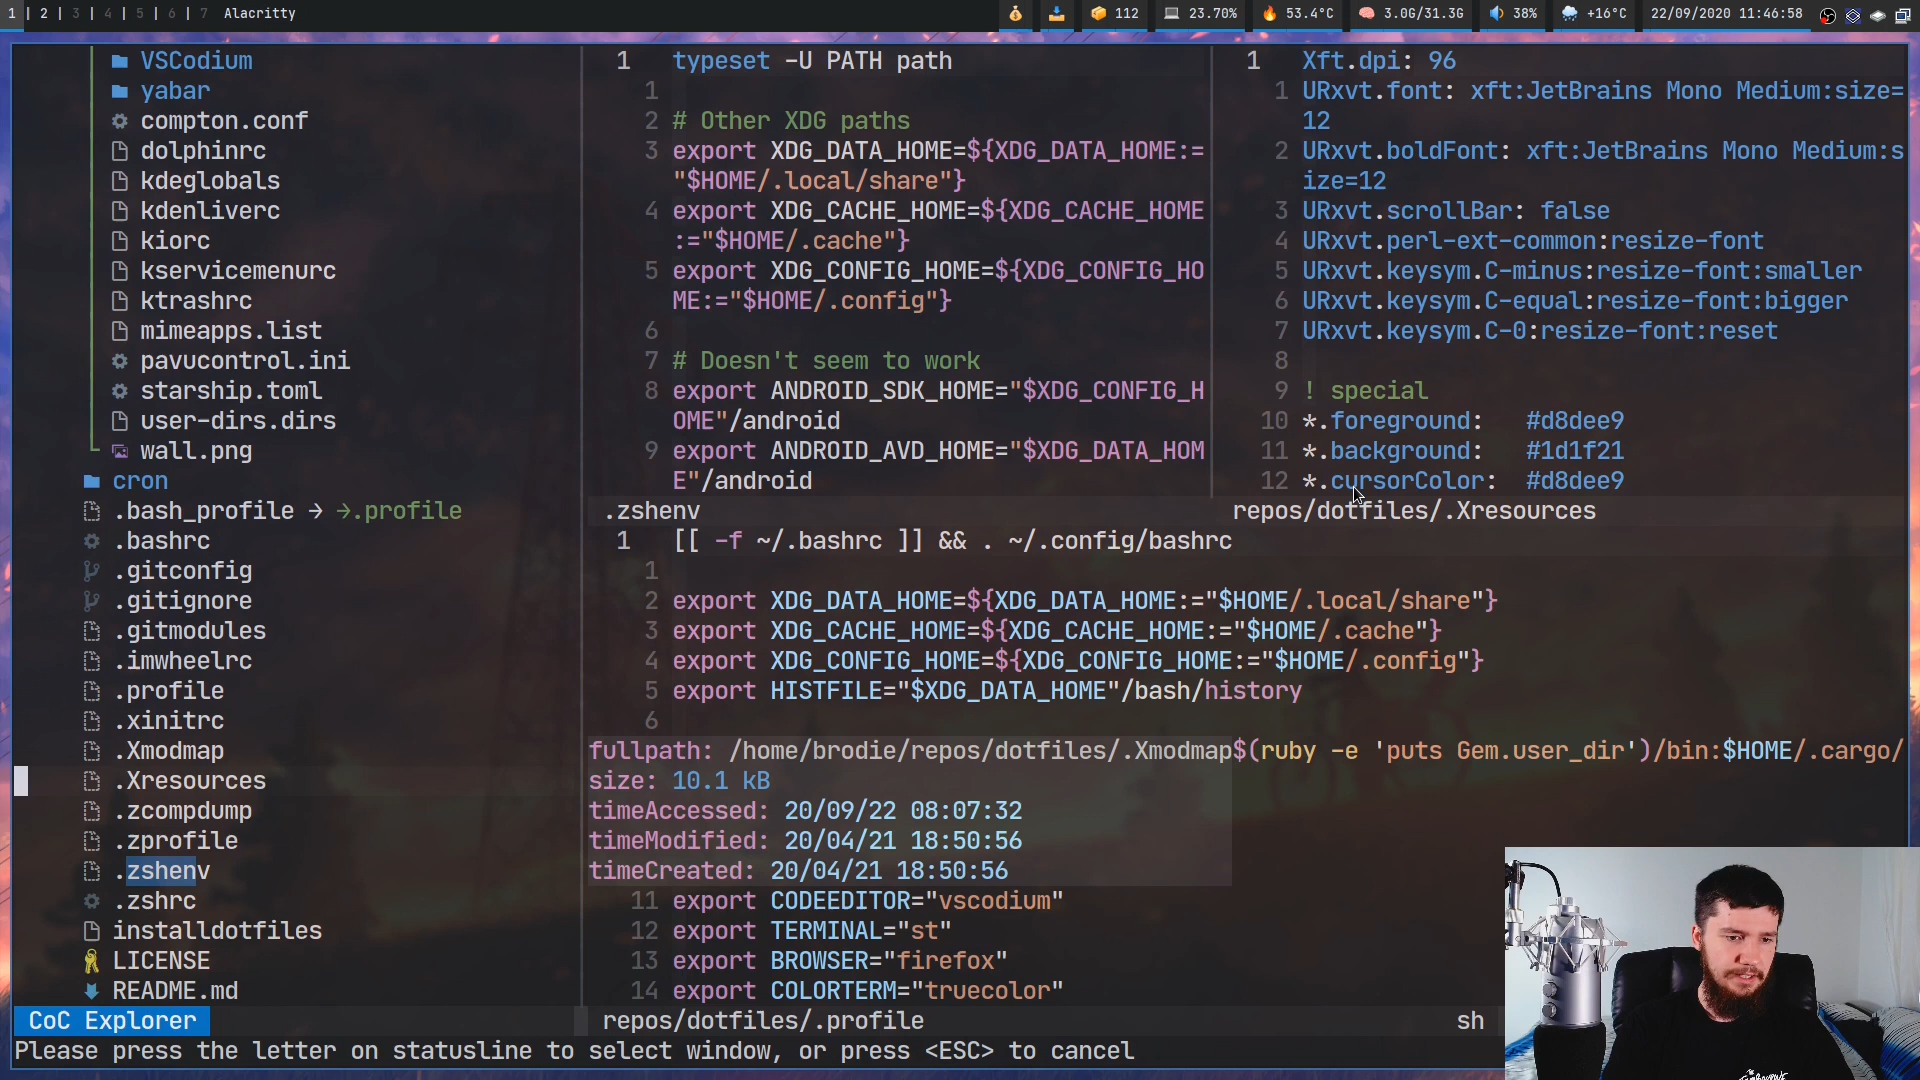 1 | 2 | 3 | 4 | 5 | 6 | 7 Alacritty
112 23.70% 53.4°C 3.0G/31.3G 38% +16°C 22/09/2020 11:46:58
VSCodium
yabar
compton.conf
dolphinrc
kdeglobals
kdenliverc
kiorc
kservicemenurc
ktrashrc
mimeapps.list
pavucontrol.ini
starship.toml
user-dirs.dirs
wall.png
cron
.bash_profile → →.profile
.bashrc
.gitconfig
.gitignore
.gitmodules
.imwheelrc
.profile
.xinitrc
.Xmodmap
.Xresources
.zcompdump
.zprofile
.zshenv
.zshrc
installdotfiles
LICENSE
README.md
CoC Explorer
1 typeset -U PATH path
1
2 # Other XDG paths
3 export XDG_DATA_HOME=${XDG_DATA_HOME:=
"$HOME/.local/share"}
4 export XDG_CACHE_HOME=${XDG_CACHE_HOME
:="$HOME/.cache"}
5 export XDG_CONFIG_HOME=${XDG_CONFIG_HO
ME:="$HOME/.config"}
6
7 # Doesn't seem to work
8 export ANDROID_SDK_HOME="$XDG_CONFIG_H
OME"/android
9 export ANDROID_AVD_HOME="$XDG_DATA_HOM
E"/android
.zshenv
1 Xft.dpi: 96
1 URxvt.font: xft:JetBrains Mono Medium:size=
12
2 URxvt.boldFont: xft:JetBrains Mono Medium:s
ize=12
3 URxvt.scrollBar: false
4 URxvt.perl-ext-common:resize-font
5 URxvt.keysym.C-minus:resize-font:smaller
6 URxvt.keysym.C-equal:resize-font:bigger
7 URxvt.keysym.C-0:resize-font:reset
8
9 ! special
10 *.foreground: #d8dee9
11 *.background: #1d1f21
12 *.cursorColor: #d8dee9
repos/dotfiles/.Xresources
1 [[ -f ~/.bashrc ]] && . ~/.config/bashrc
1
2 export XDG_DATA_HOME=${XDG_DATA_HOME:="$HOME/.local/share"}
3 export XDG_CACHE_HOME=${XDG_CACHE_HOME:="$HOME/.cache"}
4 export XDG_CONFIG_HOME=${XDG_CONFIG_HOME:="$HOME/.config"}
5 export HISTFILE="$XDG_DATA_HOME"/bash/history
6
fullpath: /home/brodie/repos/dotfiles/.Xmodmap$(ruby -e 'puts Gem.user_dir')/bin:$HOME/.cargo/
size: 10.1 kB
timeAccessed: 20/09/22 08:07:32
timeModified: 20/04/21 18:50:56
timeCreated: 20/04/21 18:50:56
11 export CODEEDITOR="vscodium"
12 export TERMINAL="st"
13 export BROWSER="firefox"
14 export COLORTERM="truecolor"
repos/dotfiles/.profile sh
Please press the letter on statusline to select window, or press <ESC> to cancel